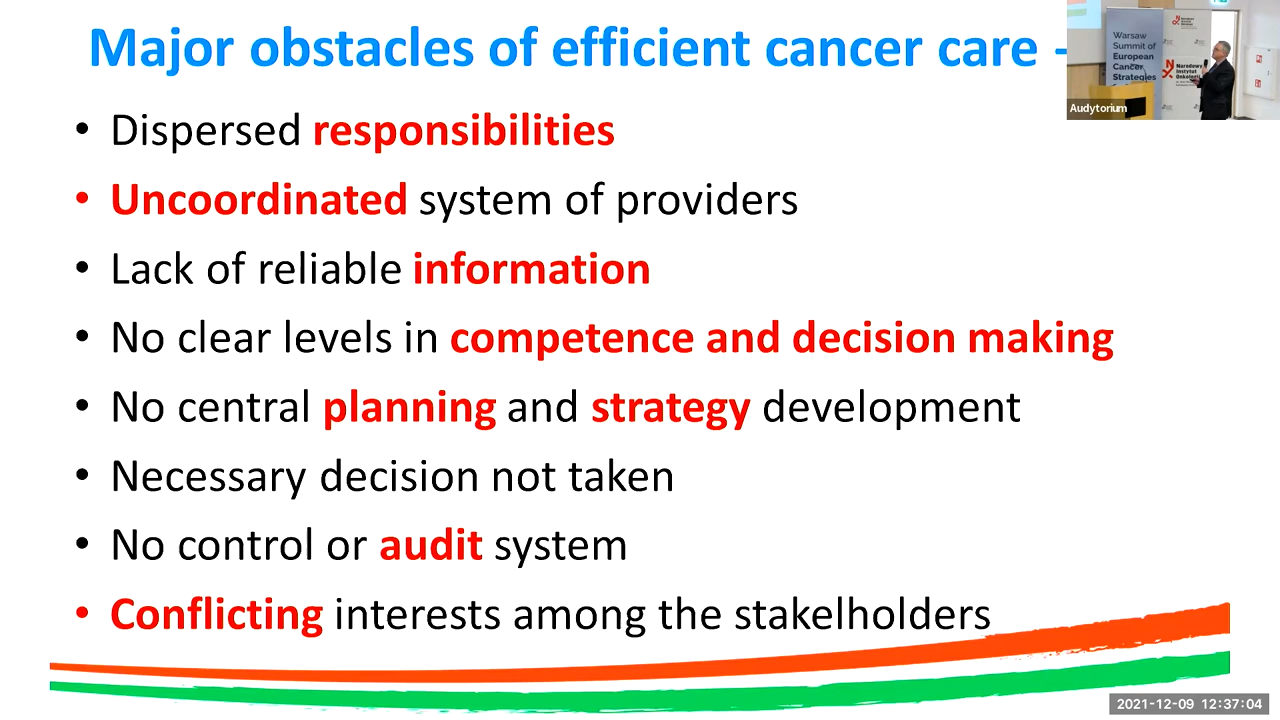 Major obstacles of efficient cancer care -
Dispersed responsibilities
Uncoordinated system of providers
Lack of reliable information
No clear levels in competence and decision making
No central planning and strategy development
Necessary decision not taken
No control or audit system
Conflicting interests among the stakelholders
Warsaw
Summit of
European
Cancer
Strategies
Narodowy
Instytut
Onkologii
Audytorium
2021-12-09 12:37:04